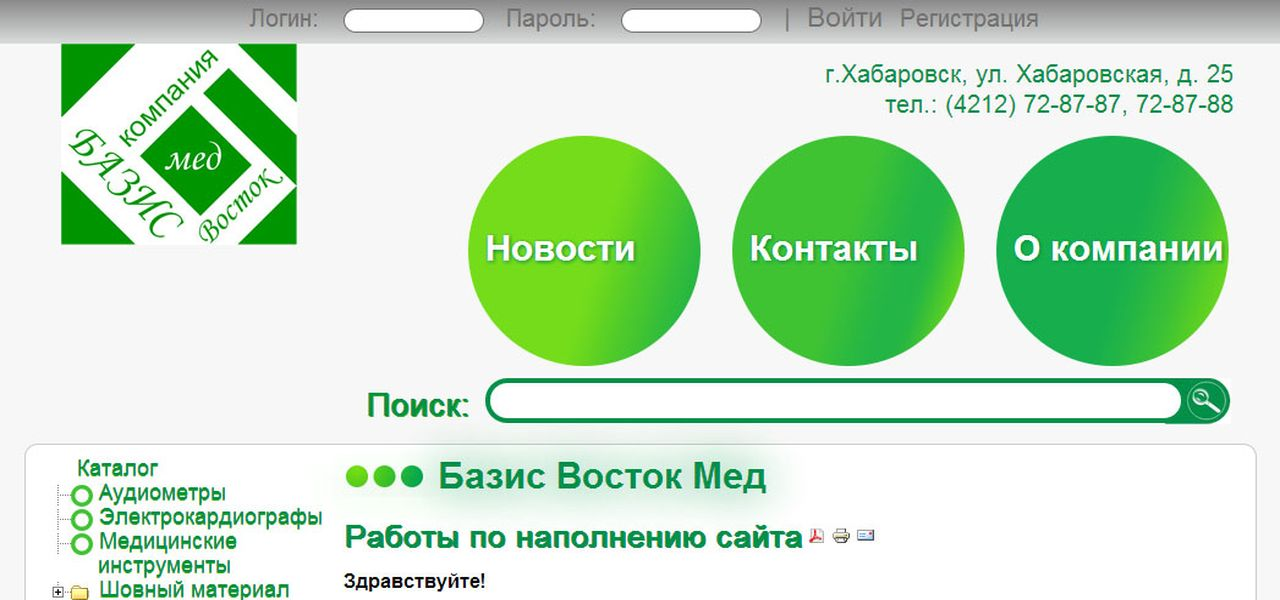 Логин: Пароль: | Войти Регистрация
компания
БАЗИС
мед
Восток
г.Хабаровск, ул. Хабаровская, д. 25
тел.: (4212) 72-87-87, 72-87-88
Новости
Контакты
О компании
Поиск:
Каталог
Аудиометры
Электрокардиографы
Медицинские
инструменты
Шовный материал
Базис Восток Мед
Работы по наполнению сайта
Здравствуйте!